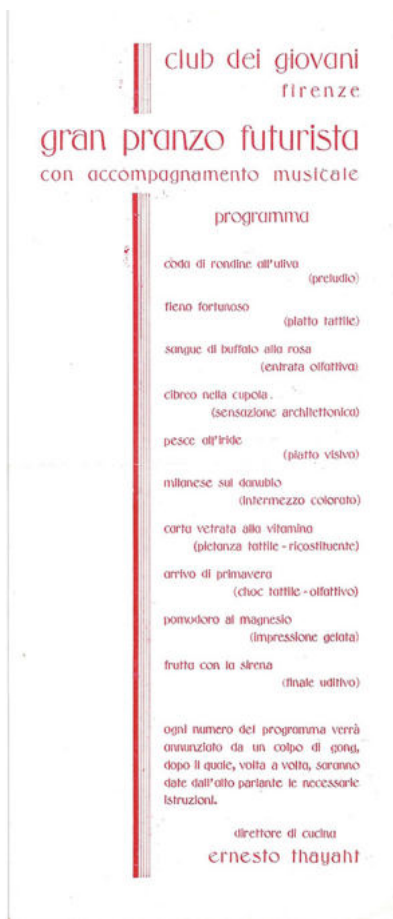 club dei giovani
firenze
gran pranzo futurista
con accompagnamento musicale
programma
coda di rondine all'uliva
(preludio)
fieno fortunoso
(piatto tattile)
sangue di buffalo alla rosa
(entrata olfattiva)
cibreo nella cupola.
(sensazione architettonica)
pesce all'iride
(piatto visivo)
milanese sul danubio
(intermezzo colorato)
carta vetrata alla vitamina
(pietanza tattile - ricostituente)
arrivo di primavera
(choc tattile - olfattivo)
pomodoro al magnesio
(impressione gelata)
frutta con la sirena
(finale uditivo)
ogni numero del programma verrà
annunziato da un colpo di gong,
dopo il quale, volta a volta, saranno
date dall'alto parlante le necessarie
istruzioni.
direttore di cucina
ernesto thayaht